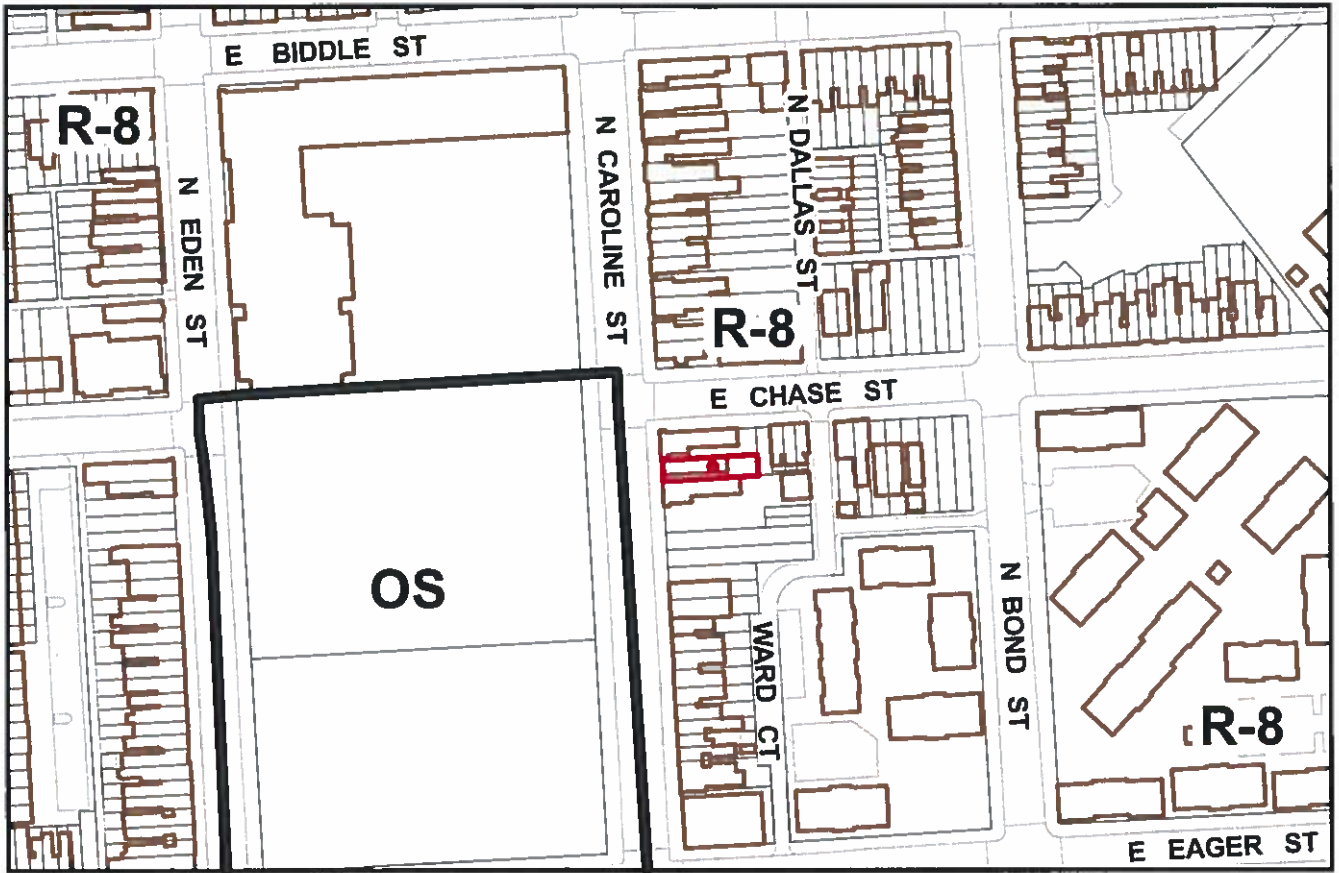 E BIDDLE ST
R-8
N EDEN ST
N CAROLINE ST
N DALLAS ST
R-8
E CHASE ST
OS
WARD CT
N BOND ST
R-8
E EAGER ST